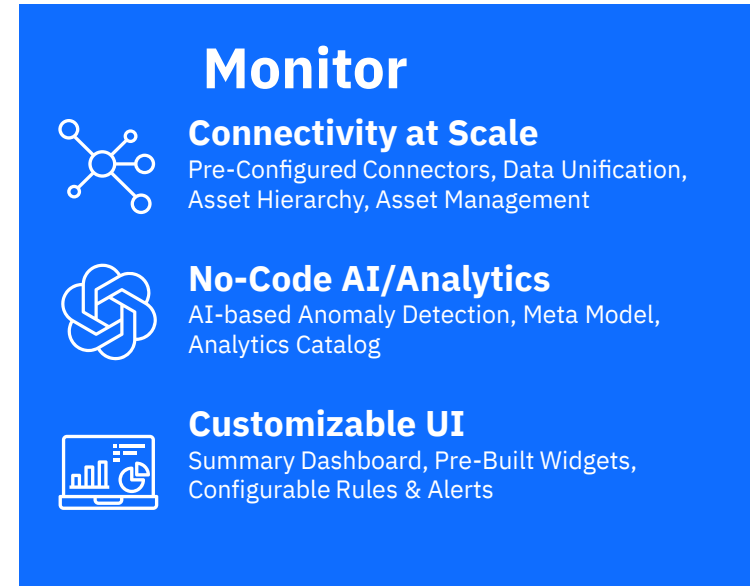 Monitor
Connectivity at Scale
Pre-Configured Connectors, Data Unification,
Asset Hierarchy, Asset Management
No-Code AI/Analytics
AI-based Anomaly Detection, Meta Model,
Analytics Catalog
Customizable UI
Summary Dashboard, Pre-Built Widgets,
Configurable Rules & Alerts